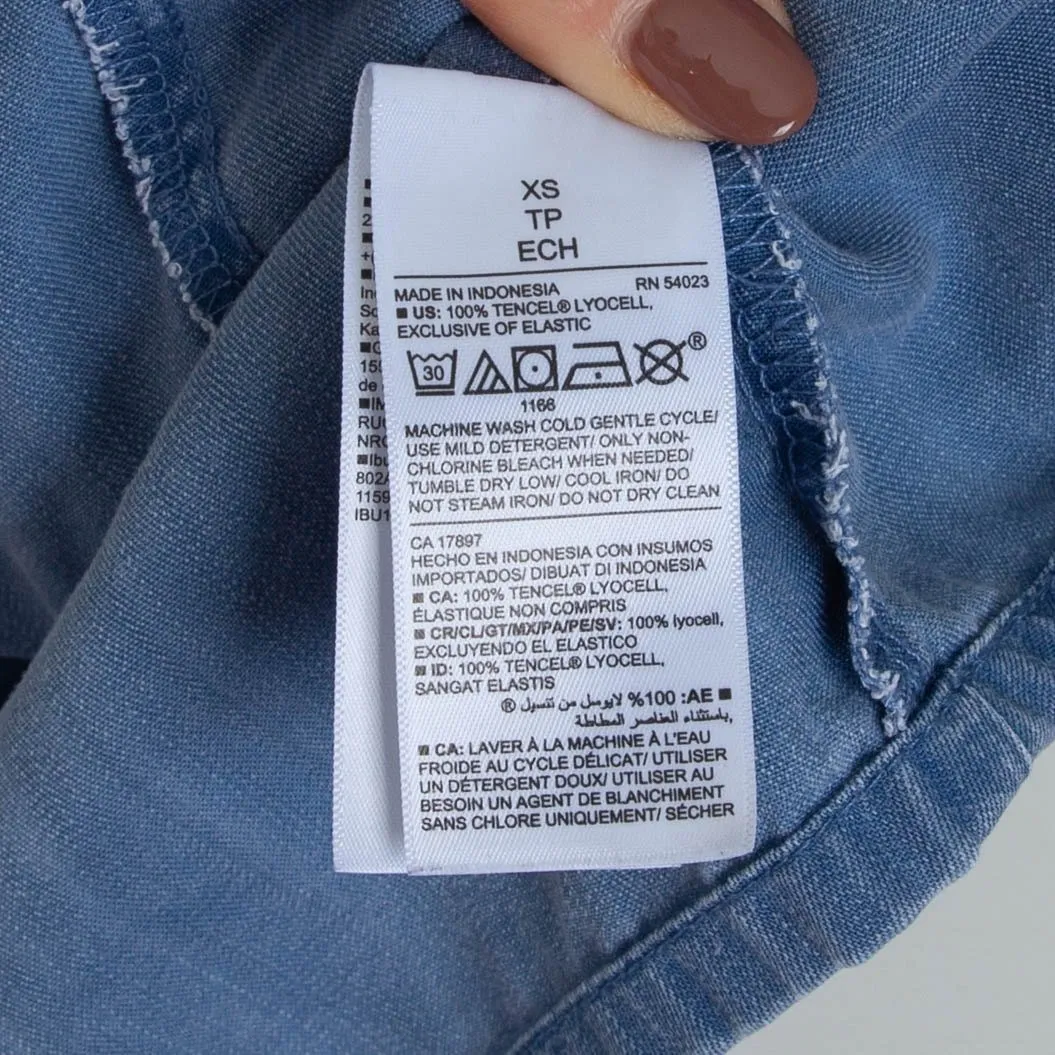 XS
TP
ECH
MADE IN INDONESIA RN 54023
■ US: 100% TENCEL® LYOCELL,
EXCLUSIVE OF ELASTIC
30 ®
1166
MACHINE WASH COLD GENTLE CYCLE/
USE MILD DETERGENT/ ONLY NON-
CHLORINE BLEACH WHEN NEEDED/
TUMBLE DRY LOW/ COOL IRON/ DO
NOT STEAM IRON/ DO NOT DRY CLEAN
CA 17897
HECHO EN INDONESIA CON INSUMOS
IMPORTADOS/ DIBUAT DI INDONESIA
■ CA: 100% TENCEL® LYOCELL,
ÉLASTIQUE NON COMPRIS
■ CR/CL/GT/MX/PA/PE/SV: 100% lyocell,
EXCLUYENDO EL ELASTICO
■ ID: 100% TENCEL® LYOCELL,
SANGAT ELASTIS
■ AE: 100% لايوسل من تنسيل ®
,باستثناء العناصر المطاطة
■ CA: LAVER À LA MACHINE À L'EAU
FROIDE AU CYCLE DÉLICAT/ UTILISER
UN DÉTERGENT DOUX/ UTILISER AU
BESOIN UN AGENT DE BLANCHIMENT
SANS CHLORE UNIQUEMENT/ SÉCHER
de
802A
1159
IBU1